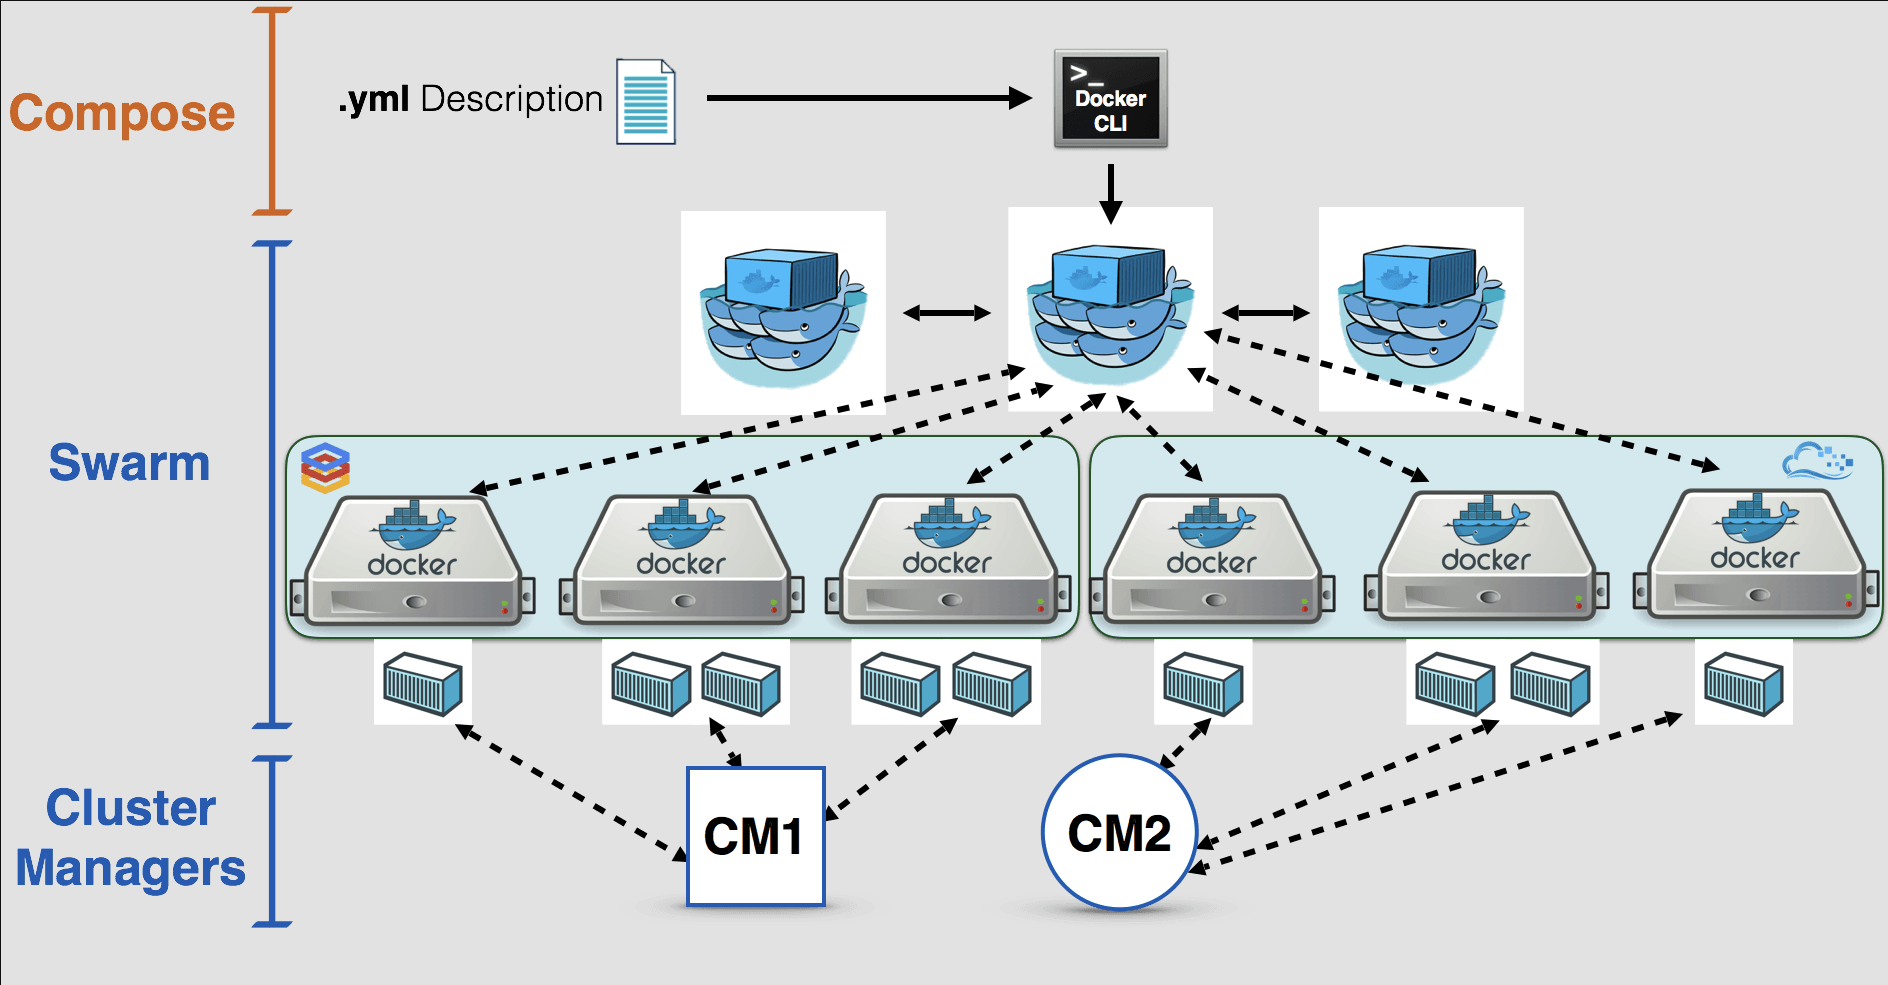 Compose
.yml Description
>_
Docker
CLI
Swarm
docker
docker
docker
docker
docker
docker
Cluster
Managers
CM1
CM2